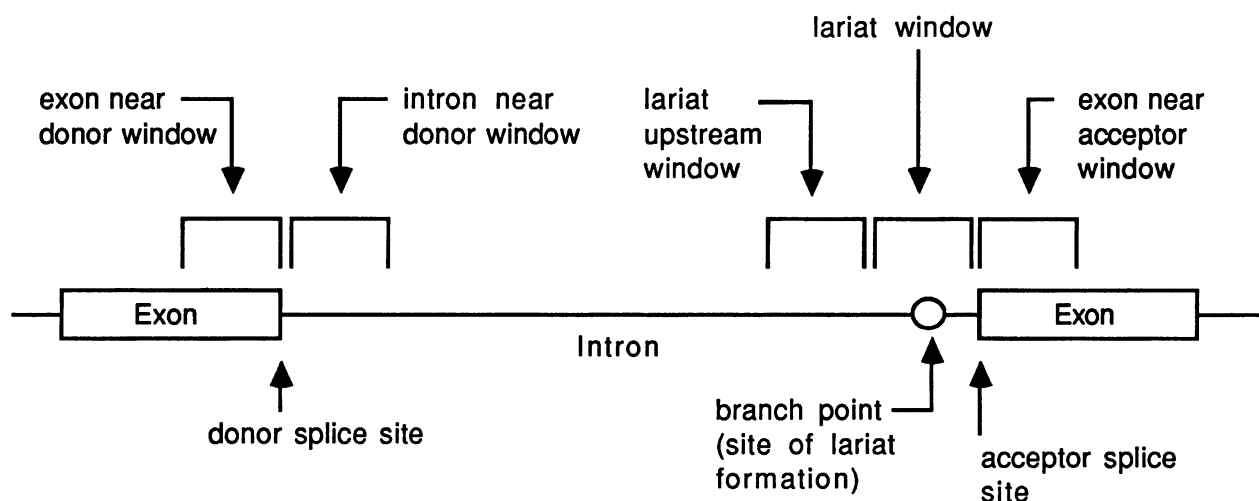 lariat window
exon near
donor window
intron near
donor window
lariat
upstream
window
exon near
acceptor
window
Exon
Exon
Intron
donor splice site
branch point
(site of lariat
formation)
acceptor splice
site